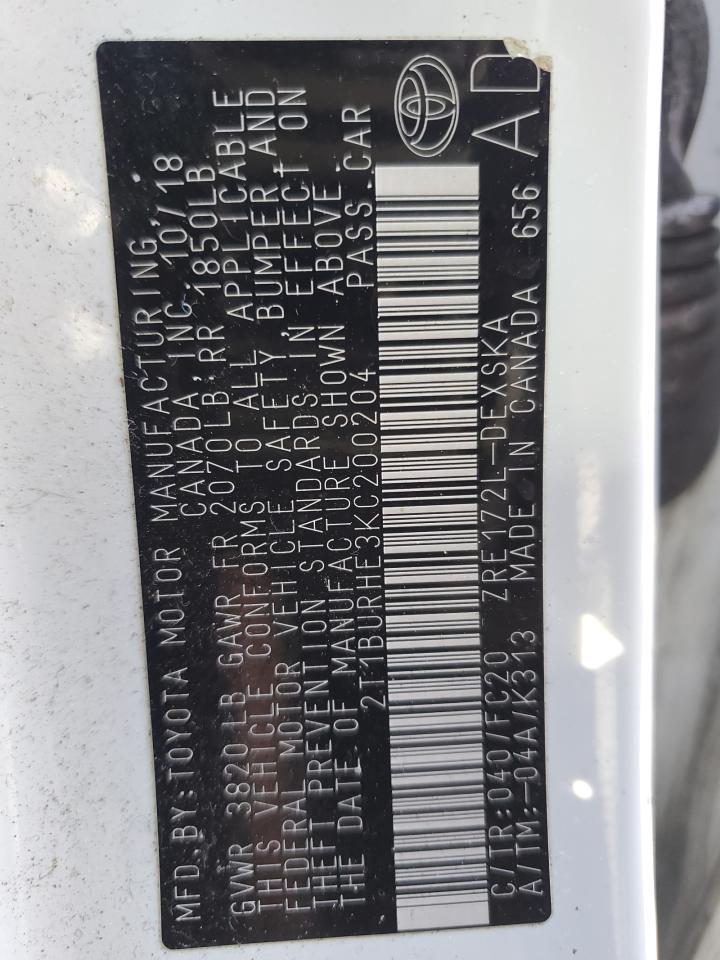 MFD.BY:TOYOTA MOTOR MANUFACTURING,
CANADA, INC. 10/18
GVWR 3820LB GAWR FR 2070LB, RR 1850LB
THIS VEHICLE CONFORMS TO ALL APPLICABLE
FEDERAL MOTOR VEHICLE SAFETY, BUMPER AND
THEFT PREVENTION STANDARDS IN EFFECT ON
THE DATE OF MANUFACTURE SHOWN ABOVE.
2T1BURHE3KC200204 PASS.CAR
C/TR:040/FC20 ZRE172L-DEXSKA
A/TM:-04A/K313 MADE IN CANADA 656
AD